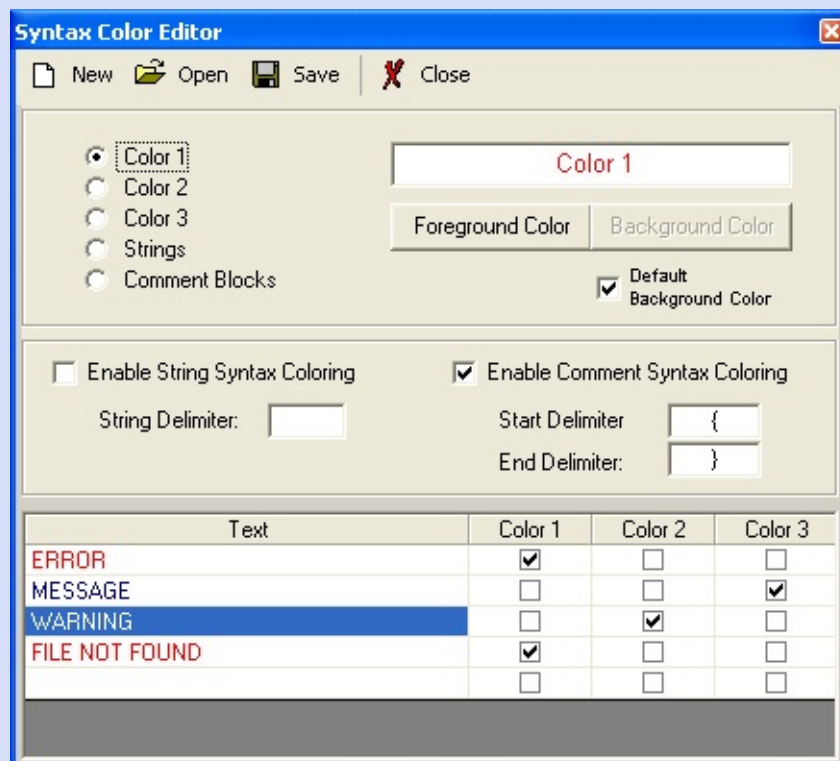 Syntax Color Editor
New Open Save Close
Color 1
Color 2
Color 3
Strings
Comment Blocks
Color 1
Foreground Color Background Color
Default
Background Color
Enable String Syntax Coloring
String Delimiter:
Enable Comment Syntax Coloring
Start Delimiter {
End Delimiter: }
Text Color 1 Color 2 Color 3
ERROR
MESSAGE
WARNING
FILE NOT FOUND